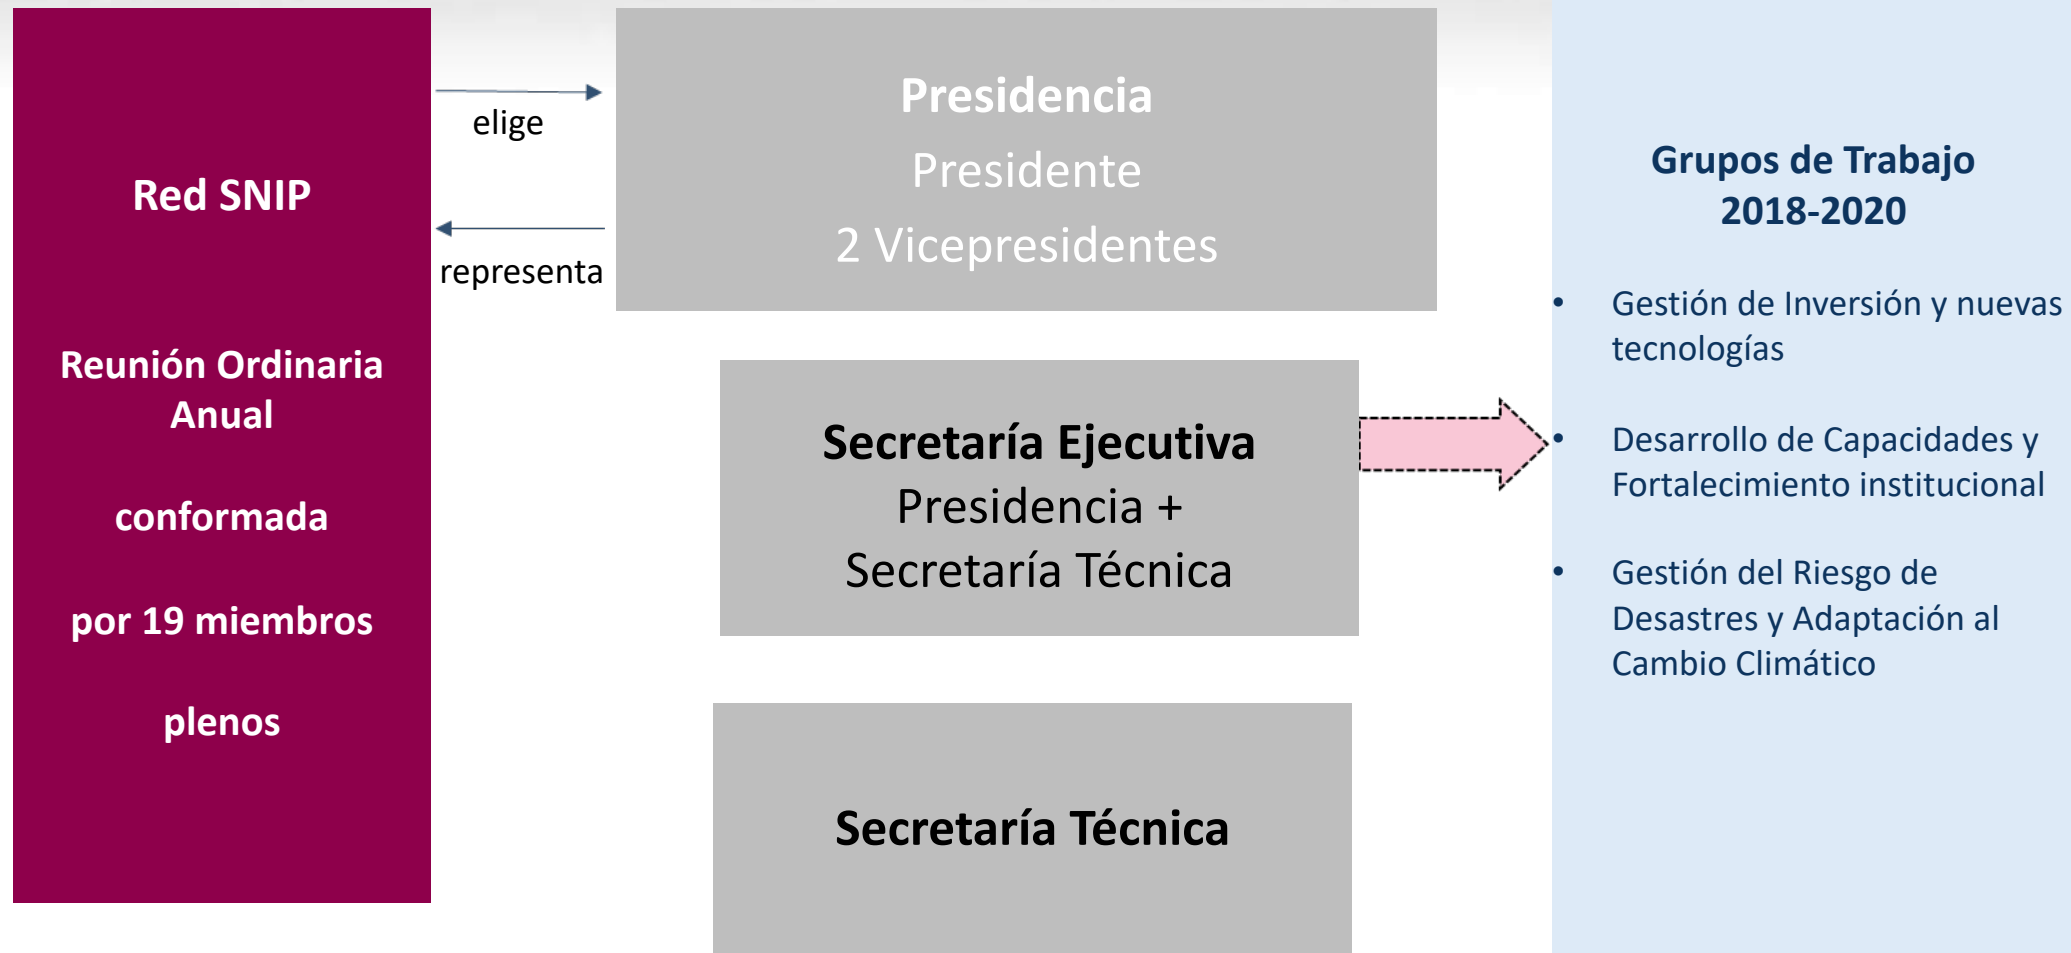 Red SNIP
Reunión Ordinaria
Anual
conformada
por 19 miembros
plenos
elige
representa
Presidencia
Presidente
2 Vicepresidentes
Secretaría Ejecutiva
Presidencia +
Secretaría Técnica
Secretaría Técnica
Grupos de Trabajo
2018-2020
• Gestión de Inversión y nuevas
tecnologías
• Desarrollo de Capacidades y
Fortalecimiento institucional
• Gestión del Riesgo de
Desastres y Adaptación al
Cambio Climático